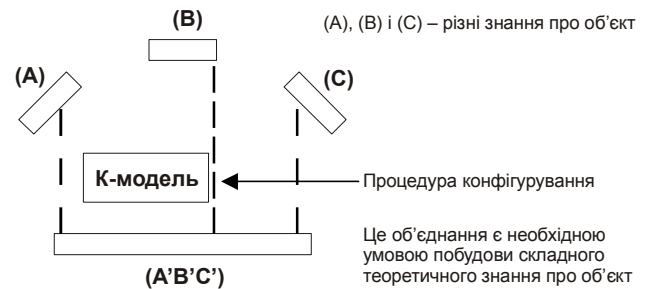 (В)
(А), (В) і (С) – різні знання про об’єкт
(А)
(С)
К-модель
Процедура конфігурування
Це об’єднання є необхідною
умовою побудови складного
теоретичного знання про об’єкт
(А’В’С’)